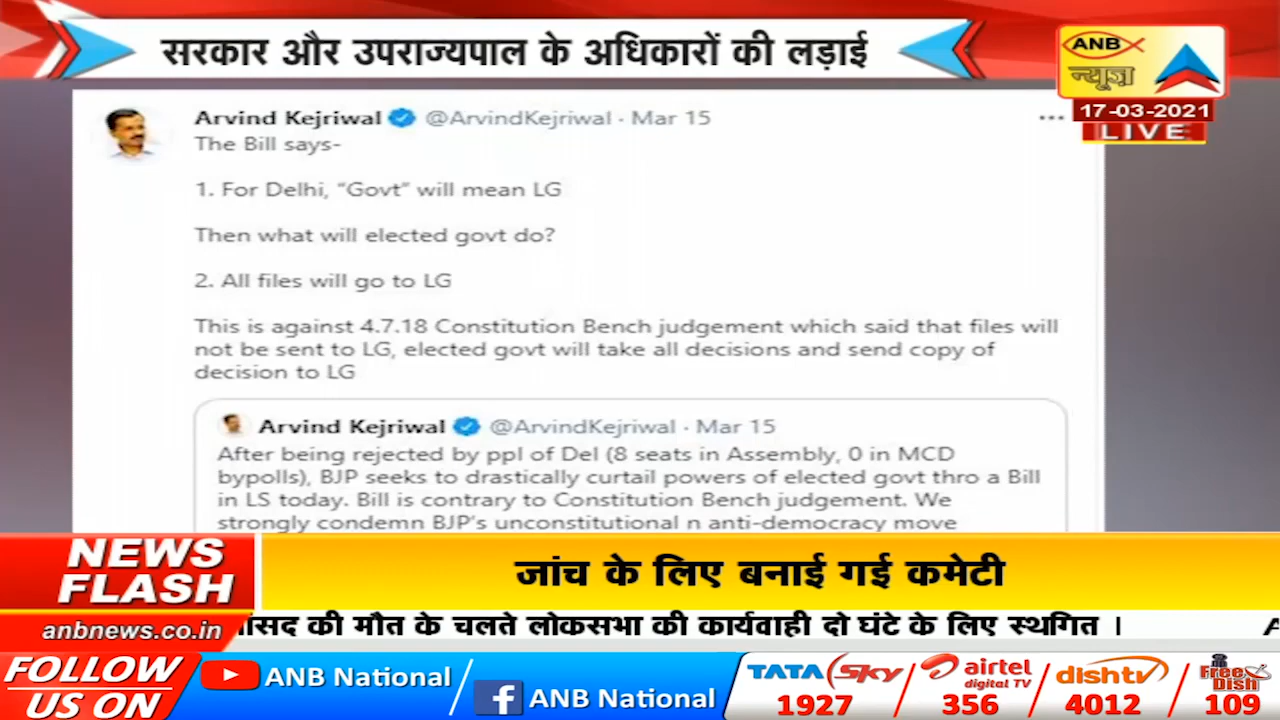 सरकार और उपराज्यपाल के अधिकारों की लड़ाई
ANB
न्यूज़
17-03-2021
LIVE
Arvind Kejriwal @ArvindKejriwal · Mar 15 ...
The Bill says-
1. For Delhi, “Govt” will mean LG
Then what will elected govt do?
2. All files will go to LG
This is against 4.7.18 Constitution Bench judgement which said that files will
not be sent to LG, elected govt will take all decisions and send copy of
decision to LG
Arvind Kejriwal @ArvindKejriwal · Mar 15
After being rejected by ppl of Del (8 seats in Assembly, 0 in MCD
bypolls), BJP seeks to drastically curtail powers of elected govt thro a Bill
in LS today. Bill is contrary to Constitution Bench judgement. We
strongly condemn BJP's unconstitutional n anti-democracy move
NEWS
FLASH
जांच के लिए बनाई गई कमेटी
anbnews.co.in
की मौत के चलते लोकसभा की कार्यवाही दो घंटे के लिए स्थगित ।
FOLLOW
US ON
ANB National
ANB National
TATA Sky
1927
airtel
digital TV
356
dishtv
4012
Free Dish
109